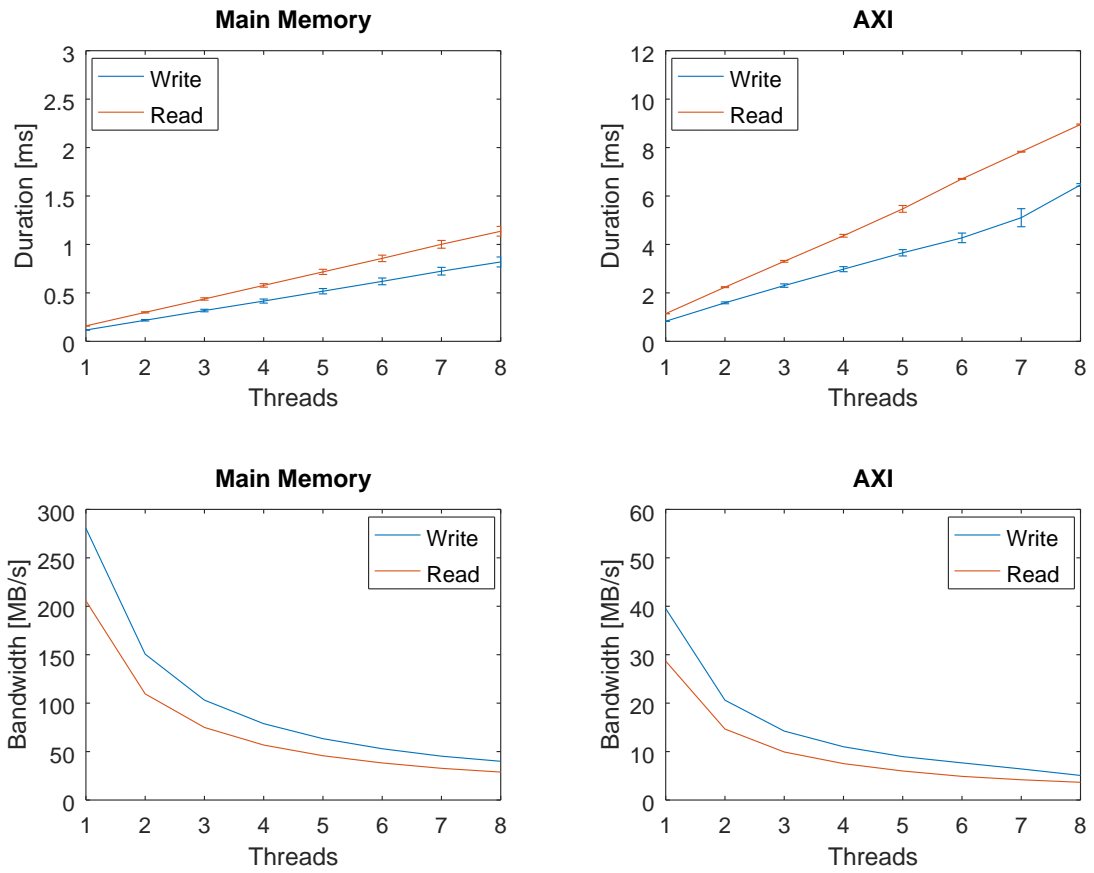 Main Memory
3
2.5
2
1.5
1
0.5
0
Duration [ms]
Write
Read
1 2 3 4 5 6 7 8
Threads
AXI
12
10
8
6
4
2
0
Duration [ms]
Write
Read
1 2 3 4 5 6 7 8
Threads
Main Memory
300
250
200
150
100
50
0
Bandwidth [MB/s]
Write
Read
1 2 3 4 5 6 7 8
Threads
AXI
60
50
40
30
20
10
0
Bandwidth [MB/s]
Write
Read
1 2 3 4 5 6 7 8
Threads